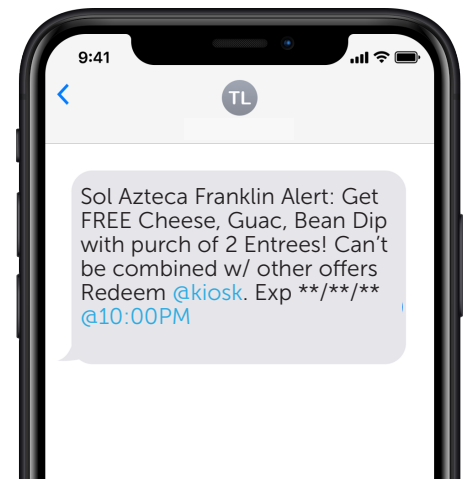 9:41
TL
Sol Azteca Franklin Alert: Get
FREE Cheese, Guac, Bean Dip
with purch of 2 Entrees! Can't
be combined w/ other offers
Redeem @kiosk. Exp **/**/**
@10:00PM